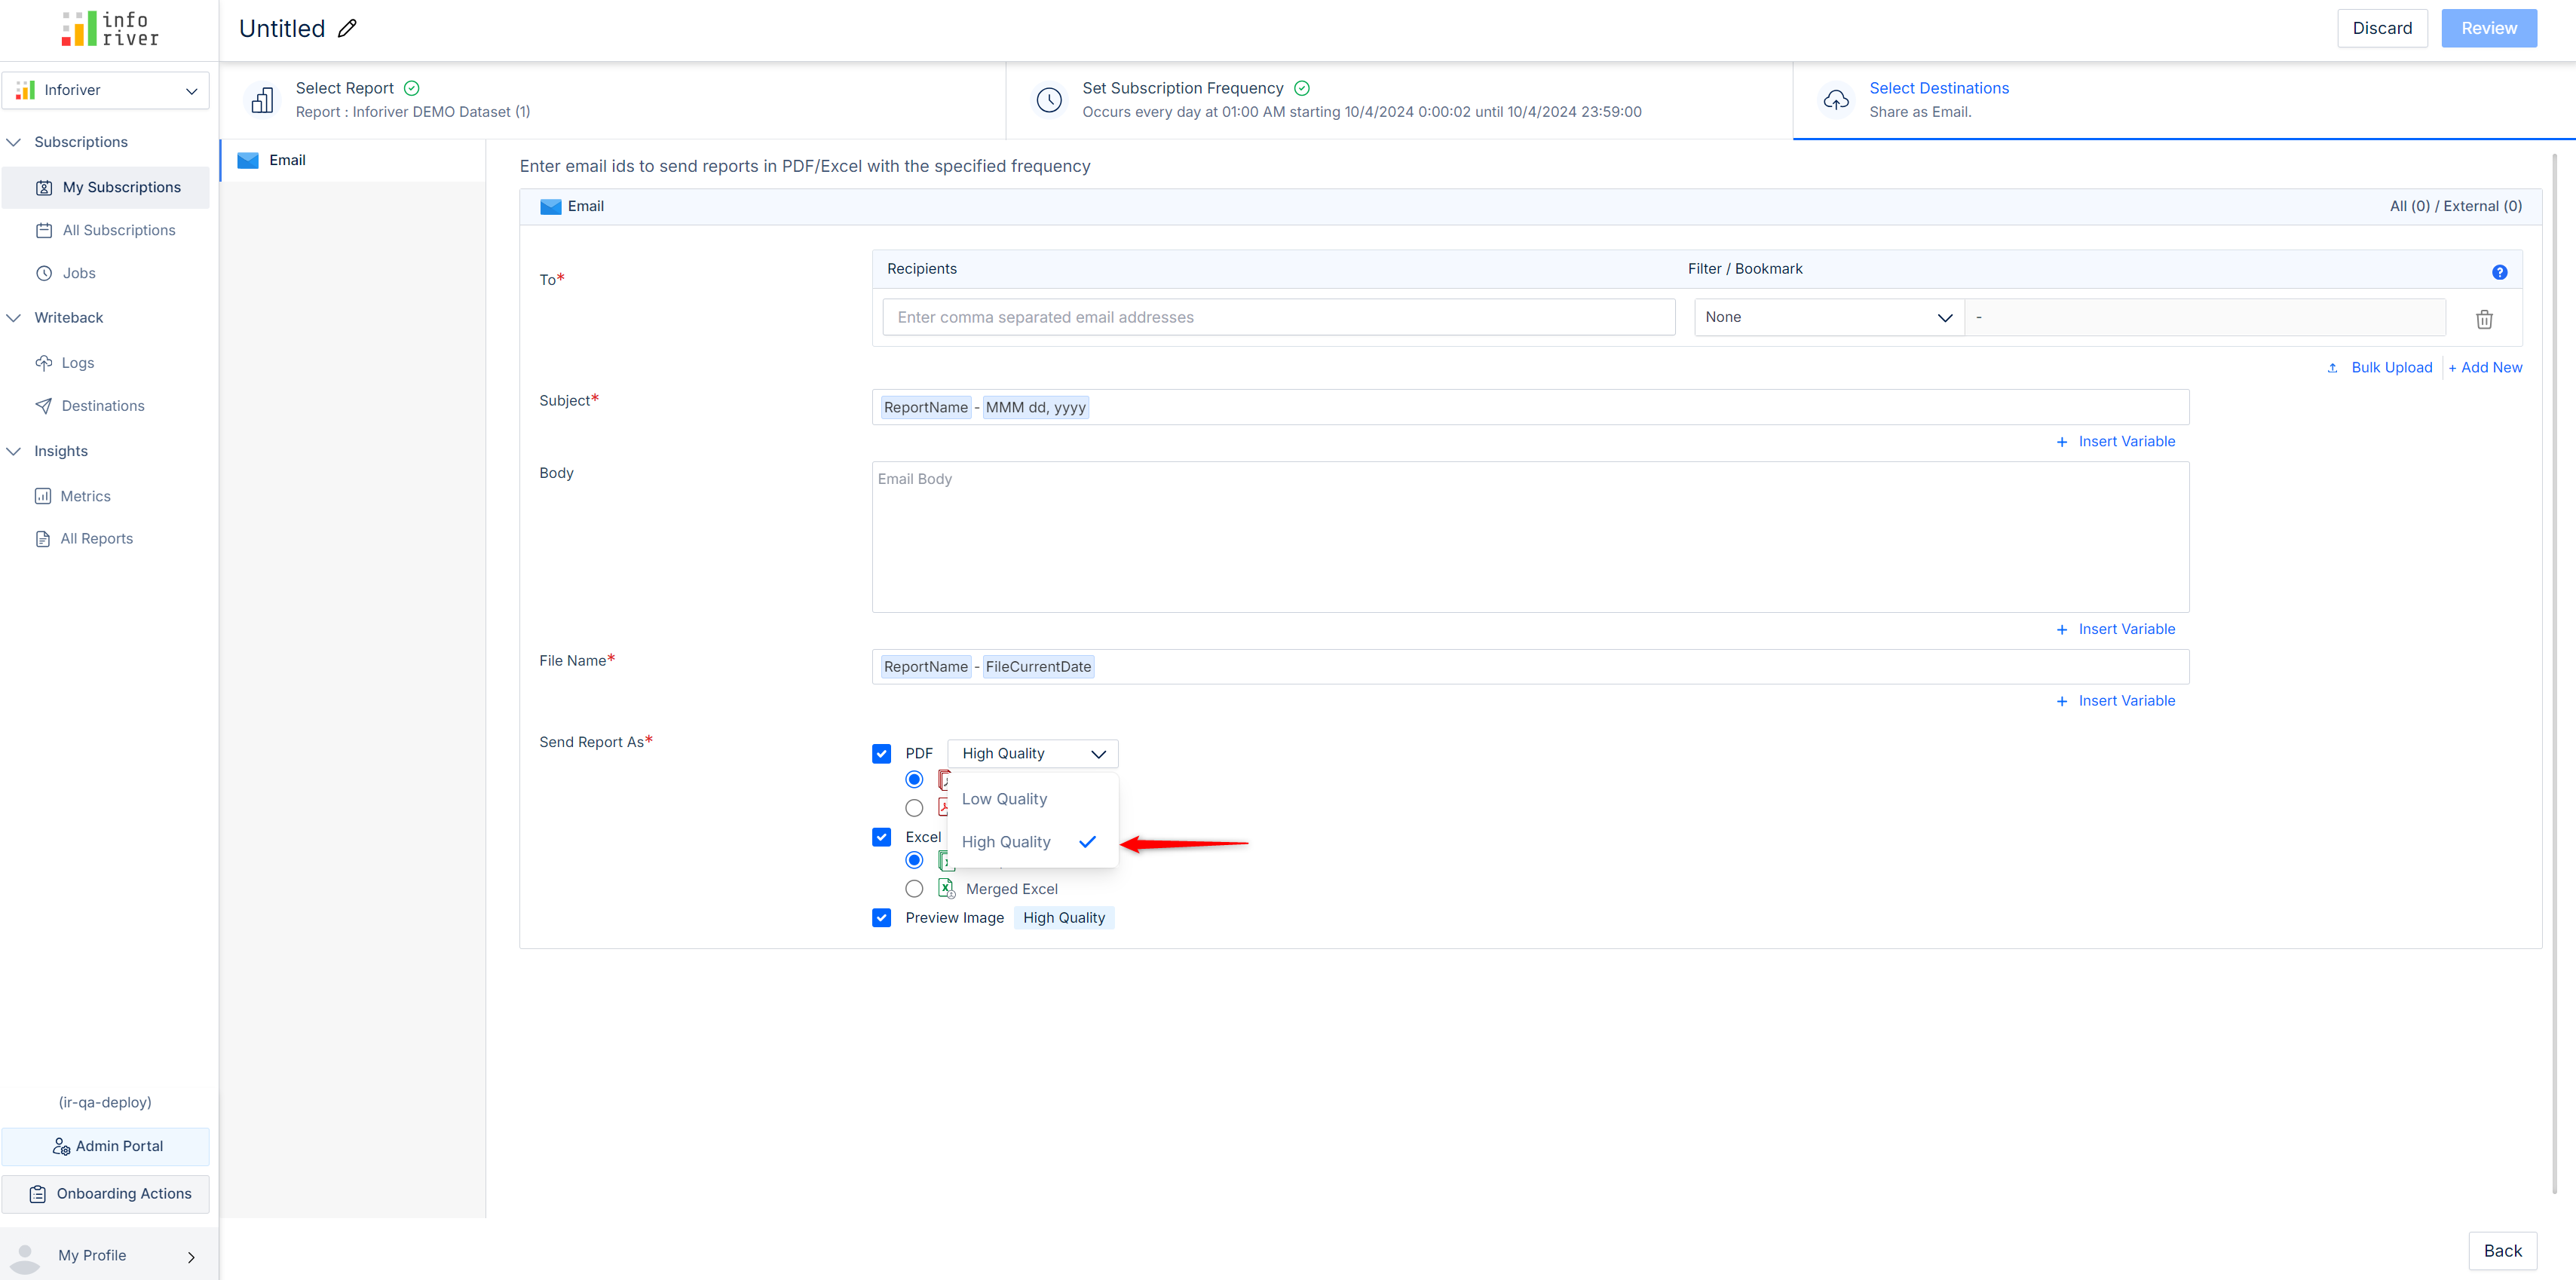 info
river
Untitled
Discard
Review
Inforiver
Subscriptions
My Subscriptions
All Subscriptions
Jobs
Writeback
Logs
Destinations
Insights
Metrics
All Reports
(ir-qa-deploy)
Admin Portal
Onboarding Actions
My Profile
Select Report
Report : Inforiver DEMO Dataset (1)
Set Subscription Frequency
Occurs every day at 01:00 AM starting 10/4/2024 0:00:02 until 10/4/2024 23:59:00
Select Destinations
Share as Email.
Email
Enter email ids to send reports in PDF/Excel with the specified frequency
Email
All (0) / External (0)
To*
Recipients
Filter / Bookmark
?
Enter comma separated email addresses
None
-
Bulk Upload
+ Add New
Subject*
ReportName - MMM dd, yyyy
+ Insert Variable
Body
Email Body
+ Insert Variable
File Name*
ReportName - FileCurrentDate
+ Insert Variable
Send Report As*
PDF
High Quality
Low Quality
High Quality
Excel
Merged Excel
Preview Image
High Quality
Back